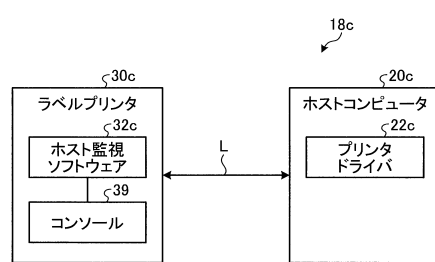 18c
30c
ラベルプリンタ
32c
ホスト監視
ソフトウェア
39
コンソール
L
20c
ホストコンピュータ
22c
プリンタ
ドライバ